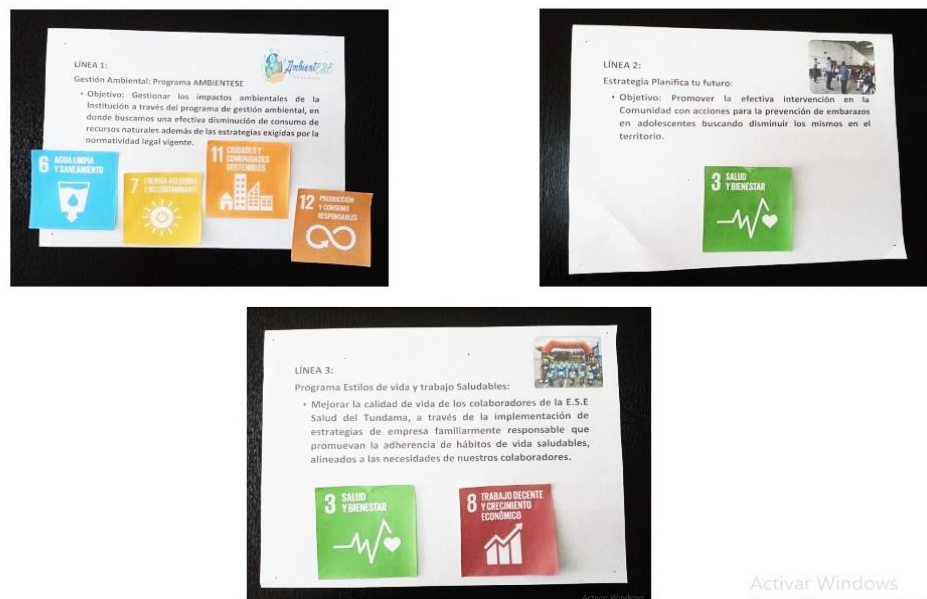 LÍNEA 1:
AmbientESE
Gestión Ambiental: Programa AMBIENTESE
• Objetivo: Gestionar los impactos ambientales de la
Institución a través del programa de gestión ambiental, en
donde buscamos una efectiva disminución de consumo de
recursos naturales además de las estrategias exigidas por la
normatividad legal vigente.
6 AGUA LIMPIA
Y SANEAMIENTO
7 ENERGÍA ASEQUIBLE
Y NO CONTAMINANTE
11 CIUDADES Y
COMUNIDADES
SOSTENIBLES
12 PRODUCCIÓN
Y CONSUMO
RESPONSABLES
LÍNEA 2:
Estrategia Planifica tu futuro:
• Objetivo: Promover la efectiva intervención en la
Comunidad con acciones para la prevención de embarazos
en adolescentes buscando disminuir los mismos en el
territorio.
3 SALUD
Y BIENESTAR
LÍNEA 3:
Programa Estilos de vida y trabajo Saludables:
• Mejorar la calidad de vida de los colaboradores de la E.S.E
Salud del Tundama, a través de la implementación de
estrategias de empresa familiarmente responsable que
promuevan la adherencia de hábitos de vida saludables,
alineados a las necesidades de nuestros colaboradores.
3 SALUD
Y BIENESTAR
8 TRABAJO DECENTE
Y CRECIMIENTO
ECONÓMICO
Activar Windows
Activar Windows